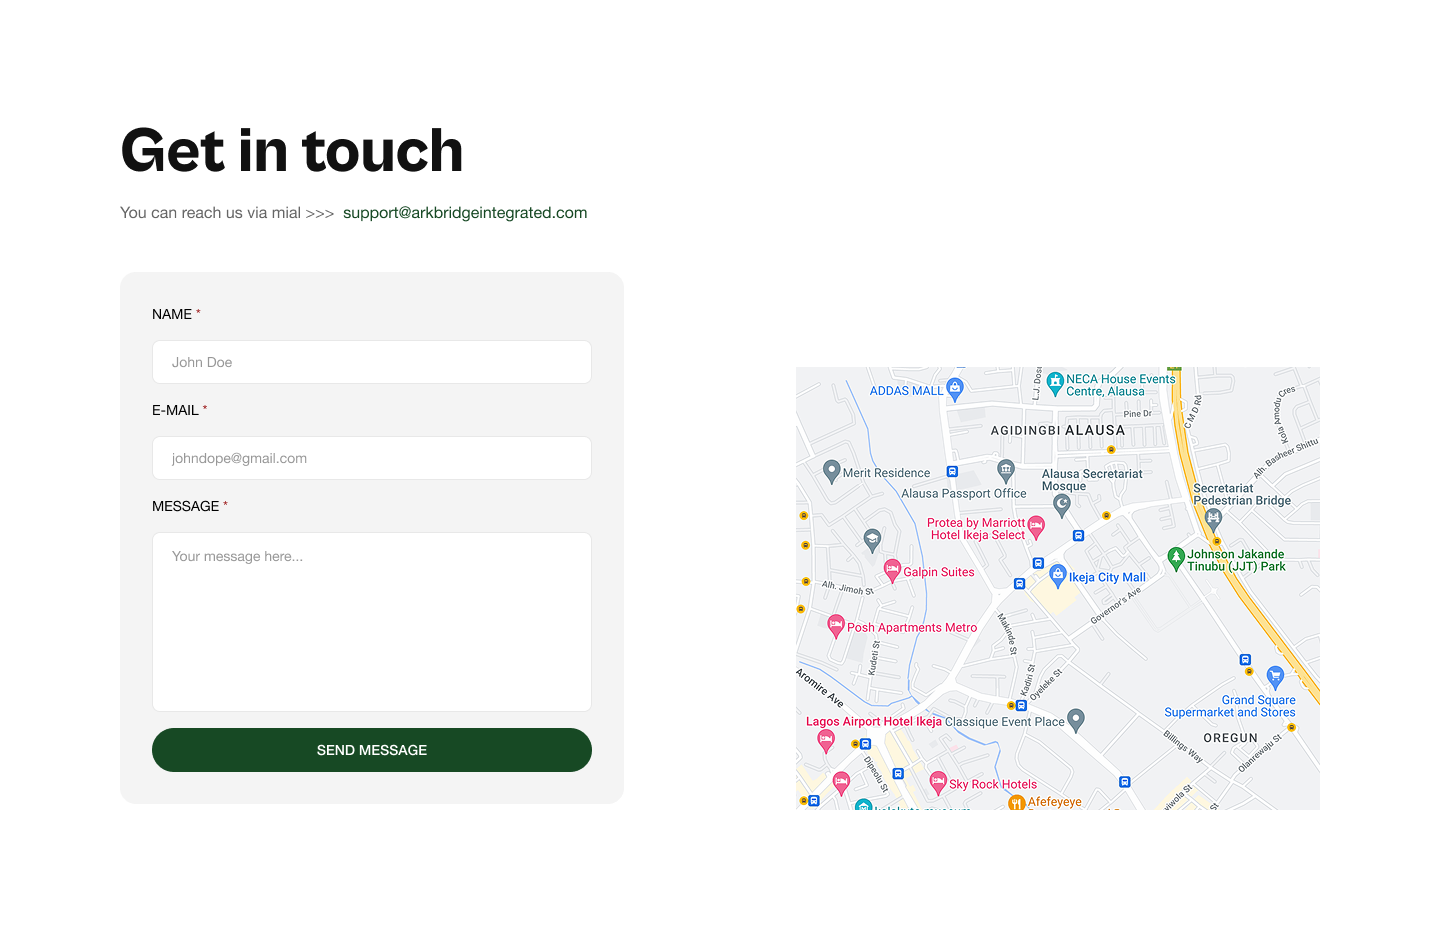 Get in touch
You can reach us via mial >>> support@arkbridgeintegrated.com
NAME *
John Doe
E-MAIL *
johndope@gmail.com
MESSAGE *
Your message here...
SEND MESSAGE
ADDAS MALL
NECA House Events
Centre, Alausa
Pine Dr
C M D Rd
Kola Amodu Cres
AGIDINGBI
ALAUSA
Alh. Basheer Shittu
Merit Residence
Alausa Passport Office
Alausa Secretariat
Mosque
Secretariat
Pedestrian Bridge
Protea by Marriott
Hotel Ikeja Select
Johnson Jakande
Tinubu (JJT) Park
Galpin Suites
Ikeja City Mall
Alh. Jimoh St
Governor's Ave
Posh Apartments Metro
Makinde St
Kudeti St
Kadiri St
Oyeleke St
Aromire Ave
Grand Square
Supermarket and Stores
Lagos Airport Hotel Ikeja
Classique Event Place
OREGUN
Billings Way
Olanrewaju St
Dipeolu St
Sky Rock Hotels
Afefeyeye